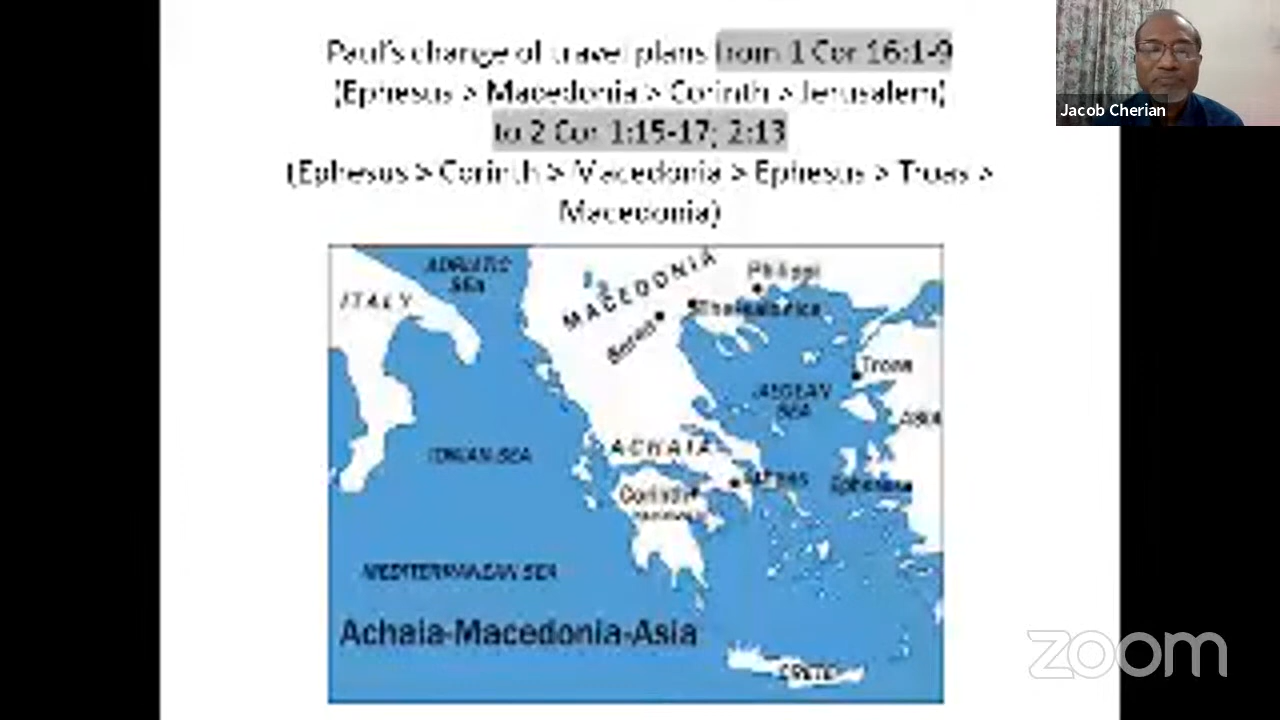 Paul's change of travel plans from 1 Cor 16:1-9
(Ephesus > Macedonia > Corinth > Jerusalem)
to 2 Cor 1:15-17; 2:13
(Ephesus > Corinth > Macedonia > Ephesus > Troas >
Macedonia)
Jacob Cherian
ADRIATIC
SEA
ITALY
MACEDONIA
Philippi
Thessalonica
Berea
Troas
AEGEAN
SEA
ASIA
IONIAN SEA
ACHAIA
Athens
Ephesus
Corinth
MEDITERRANEAN SEA
Achaia-Macedonia-Asia
CRETE
zoom